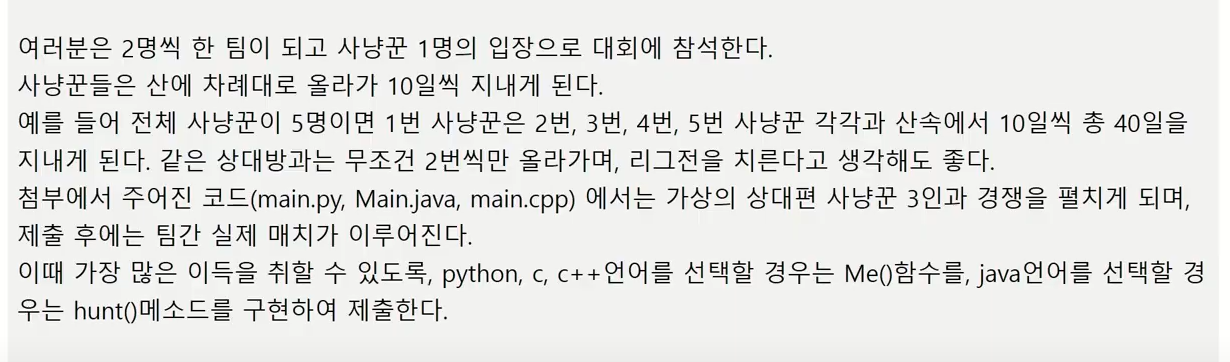 여러분은 2명씩 한 팀이 되고 사냥꾼 1명의 입장으로 대회에 참석한다.
사냥꾼들은 산에 차례대로 올라가 10일씩 지내게 된다.
예를 들어 전체 사냥꾼이 5명이면 1번 사냥꾼은 2번, 3번, 4번, 5번 사냥꾼 각각과 산속에서 10일씩 총 40일을
지내게 된다. 같은 상대방과는 무조건 2번씩만 올라가며, 리그전을 치른다고 생각해도 좋다.
첨부에서 주어진 코드(main.py, Main.java, main.cpp) 에서는 가상의 상대편 사냥꾼 3인과 경쟁을 펼치게 되며,
제출 후에는 팀간 실제 매치가 이루어진다.
이때 가장 많은 이득을 취할 수 있도록, python, c, c++언어를 선택할 경우는 Me()함수를, java언어를 선택할 경
우는 hunt()메소드를 구현하여 제출한다.